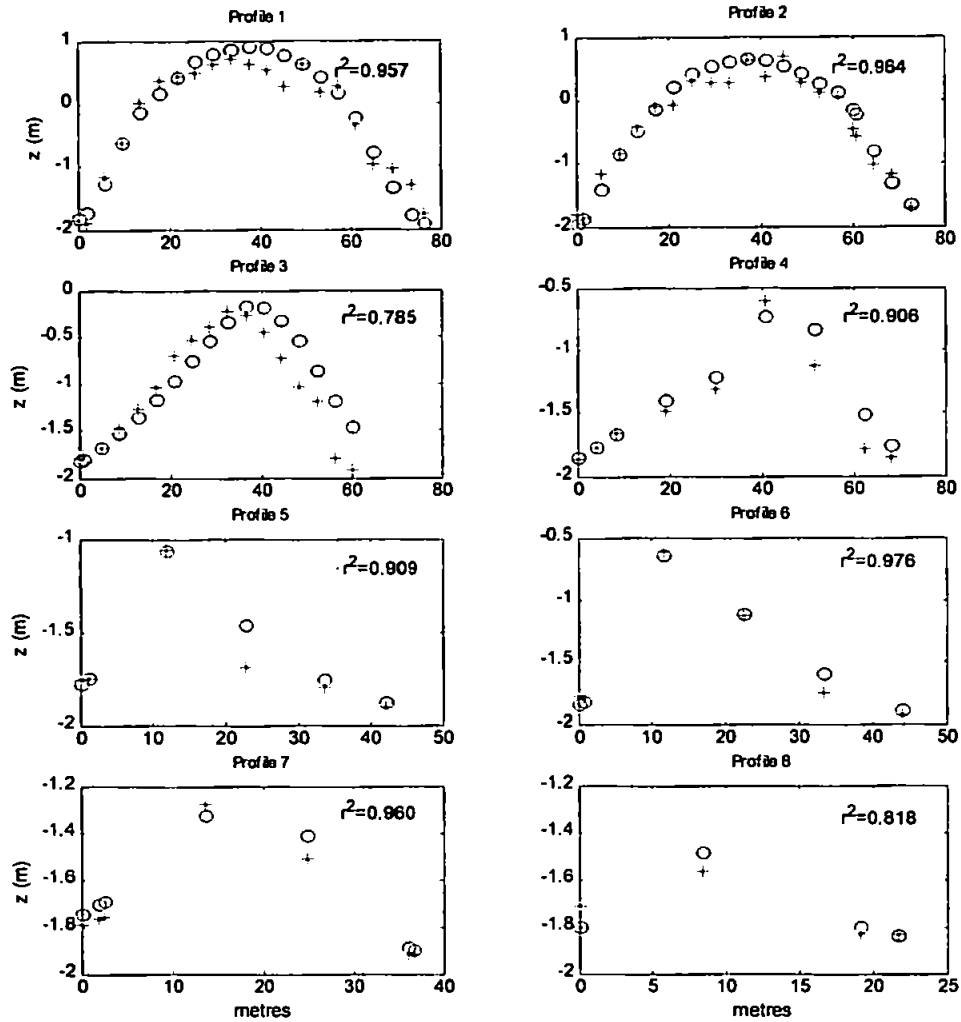 Profile 1
Profile 2
1
0
-1
-2
z (m)
r²=0.957
0 20 40 60 80
1
0
-1
-2
r²=0.964
0 20 40 60 80
Profile 3
Profile 4
0
-0.5
-1
-1.5
-2
z (m)
r²=0.785
0 20 40 60 80
-0.5
-1
-1.5
-2
r²=0.906
0 20 40 60 80
Profile 5
Profile 6
-1
-1.5
-2
z (m)
r²=0.909
0 10 20 30 40 50
-0.5
-1
-1.5
-2
r²=0.976
0 10 20 30 40 50
Profile 7
Profile 8
-1.2
-1.4
-1.6
-1.8
-2
z (m)
r²=0.960
0 10 20 30 40
metres
-1.2
-1.4
-1.6
-1.8
-2
r²=0.818
0 5 10 15 20 25
metres